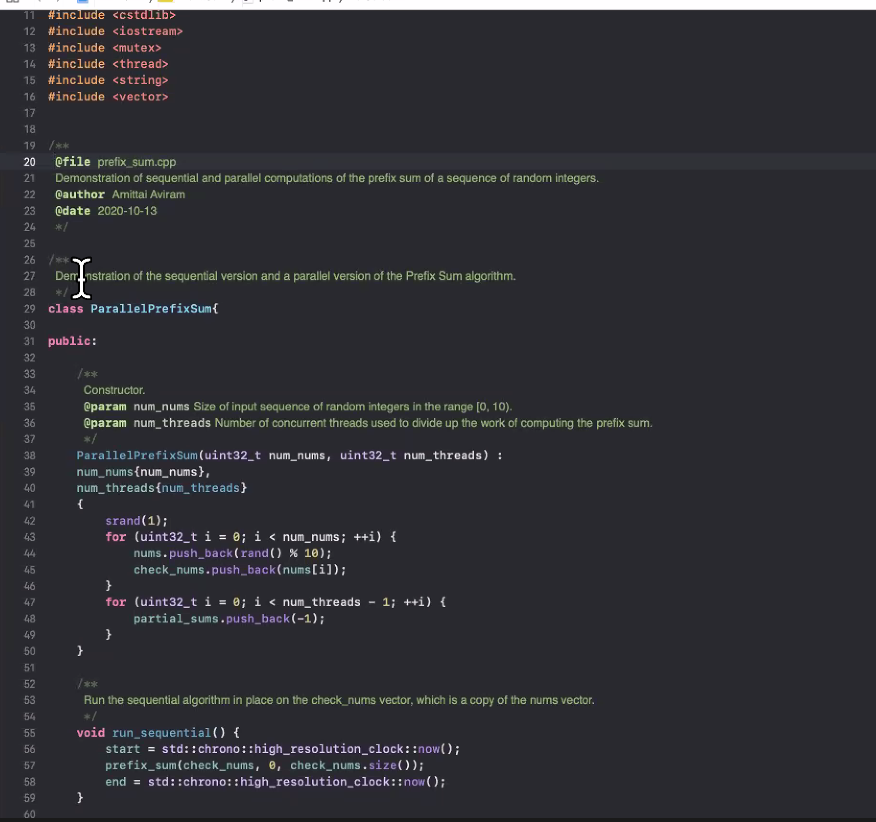 11 #include <cstdlib>
12 #include <iostream>
13 #include <mutex>
14 #include <thread>
15 #include <string>
16 #include <vector>
17
18
19 /**
20 @file prefix_sum.cpp
21 Demonstration of sequential and parallel computations of the prefix sum of a sequence of random integers.
22 @author Amittai Aviram
23 @date 2020-10-13
24 */
25
26 /**
27 Demonstration of the sequential version and a parallel version of the Prefix Sum algorithm.
28 */
29 class ParallelPrefixSum{
30
31 public:
32
33 /**
34 Constructor.
35 @param num_nums Size of input sequence of random integers in the range [0, 10).
36 @param num_threads Number of concurrent threads used to divide up the work of computing the prefix sum.
37 */
38 ParallelPrefixSum(uint32_t num_nums, uint32_t num_threads) :
39 num_nums{num_nums},
40 num_threads{num_threads}
41 {
42 srand(1);
43 for (uint32_t i = 0; i < num_nums; ++i) {
44 nums.push_back(rand() % 10);
45 check_nums.push_back(nums[i]);
46 }
47 for (uint32_t i = 0; i < num_threads - 1; ++i) {
48 partial_sums.push_back(-1);
49 }
50 }
51
52 /**
53 Run the sequential algorithm in place on the check_nums vector, which is a copy of the nums vector.
54 */
55 void run_sequential() {
56 start = std::chrono::high_resolution_clock::now();
57 prefix_sum(check_nums, 0, check_nums.size());
58 end = std::chrono::high_resolution_clock::now();
59 }
60